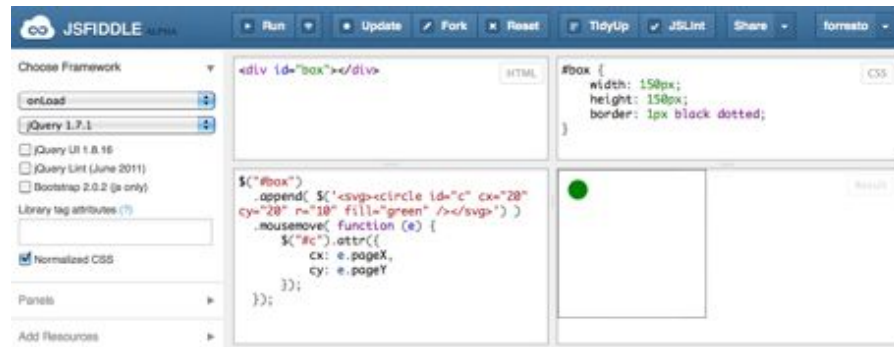 JSFIDDLE ALPHA
Run
Update
Fork
Reset
TidyUp
JSLint
Share
forresto
Choose Framework
onLoad
jQuery 1.7.1
jQuery UI 1.8.16
jQuery Lint (June 2011)
Bootstrap 2.0.2 (js only)
Library tag attributes (?)
Normalized CSS
Panels
Add Resources
<div id="box"></div>
HTML
#box {
width: 150px;
height: 150px;
border: 1px black dotted;
}
CSS
$("#box")
.append( $('<svg><circle id="c" cx="20"
cy="20" r="10" fill="green" /></svg>') )
.mousemove( function (e) {
$("#c").attr({
cx: e.pageX,
cy: e.pageY
});
});
Result